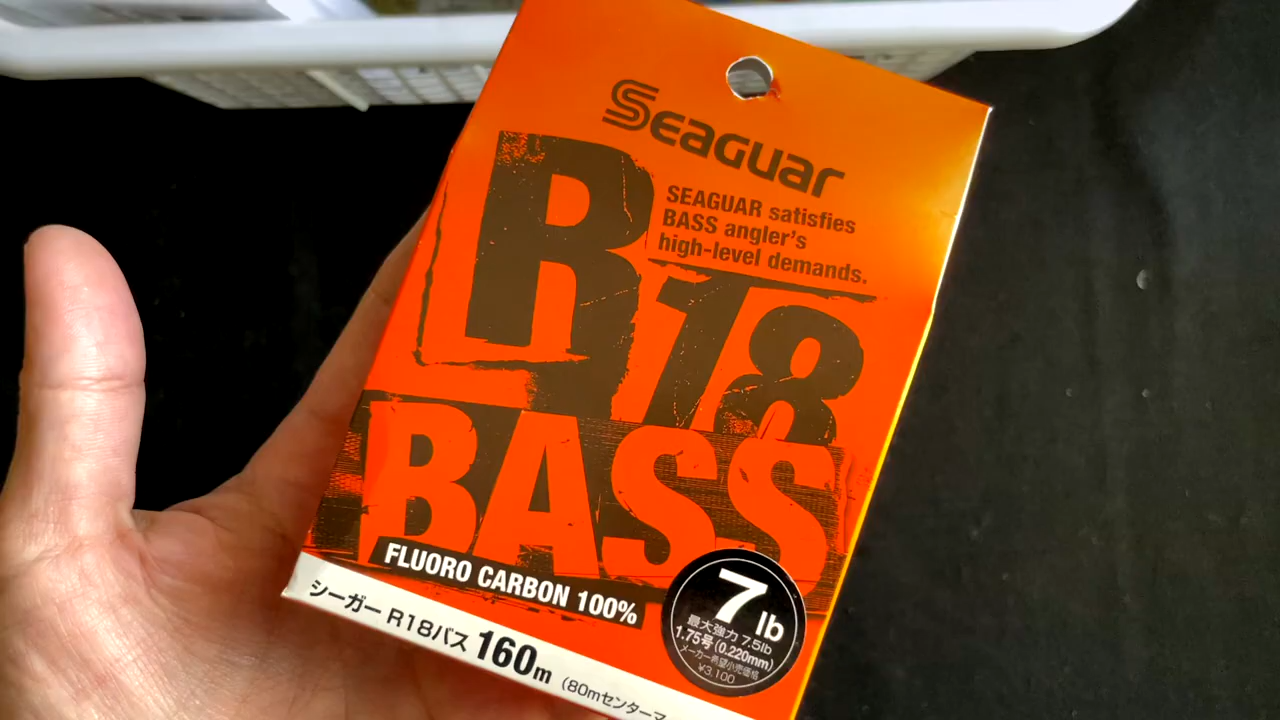 SEAGUAR
R18
SEAGUAR satisfies
BASS angler's
high-level demands.
BASS
FLUORO CARBON 100%
7lb
最大強力 7.5lb
1.75号(0.220mm)
メーカー希望小売価格
¥3,100
シーガー R18バス 160m (80mセンターマ